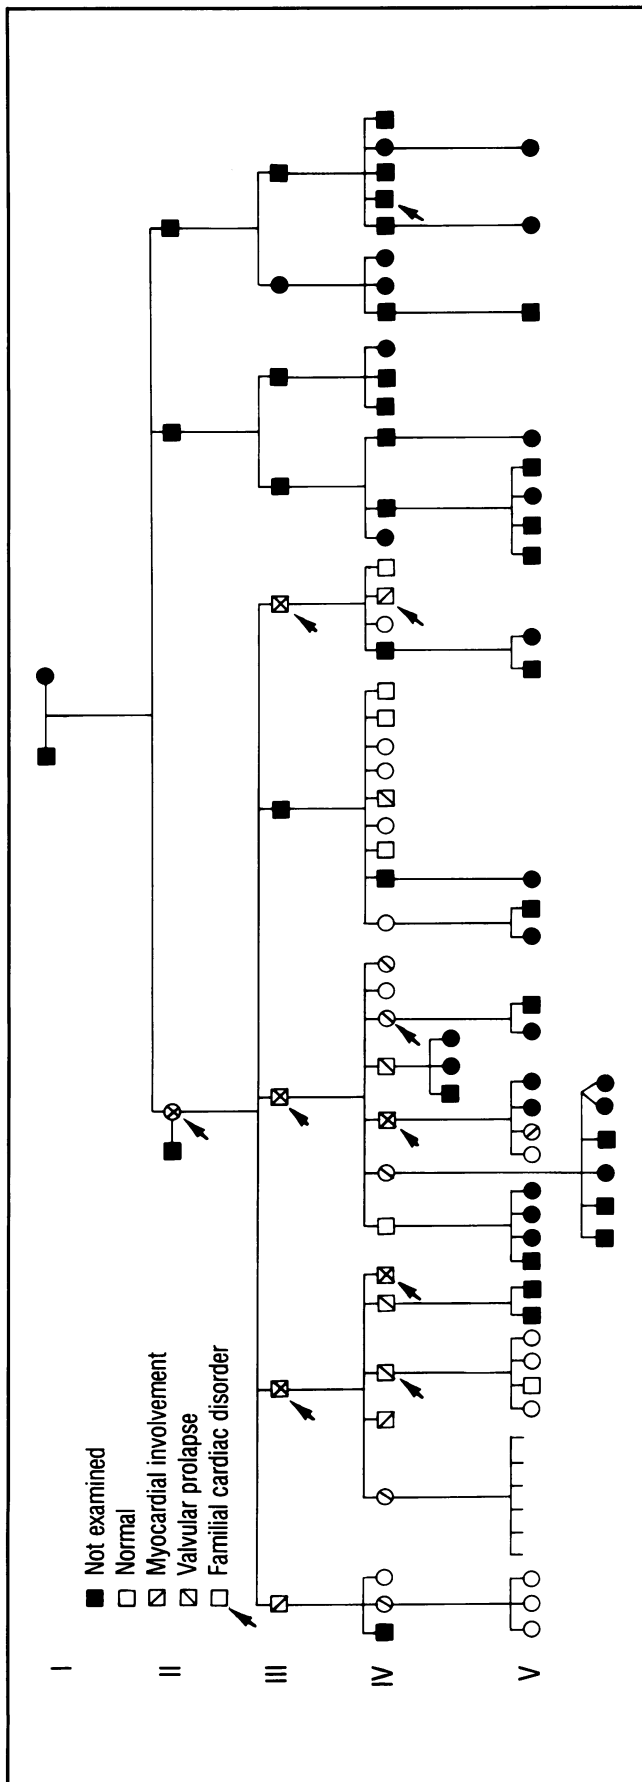 I
II
III
IV
V
Not examined
Normal
Myocardial involvement
Valvular prolapse
Familial cardiac disorder